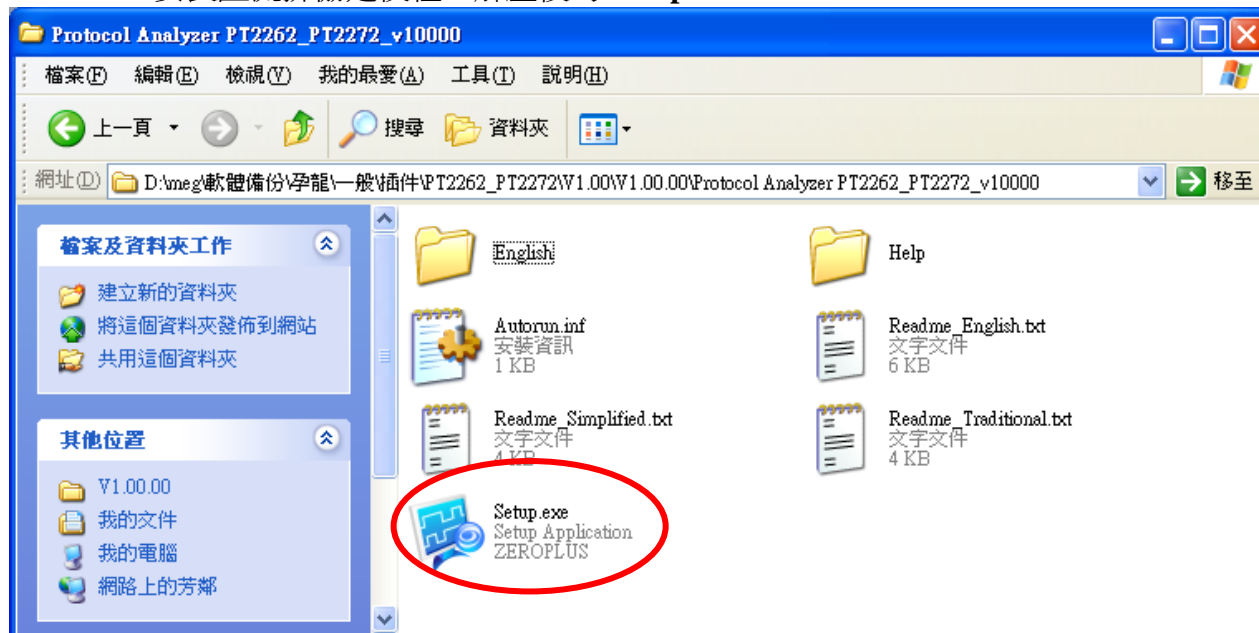 Protocol Analyzer PT2262_PT2272_v10000
檔案(F) 編輯(E) 檢視(V) 我的最愛(A) 工具(T) 說明(H)
上一頁 搜尋 資料夾
網址(D) D:\meg\軟體備份\孕龍\一般\插件\PT2262_PT2272\V1.00\V1.00.00\Protocol Analyzer PT2262_PT2272_v10000 移至
檔案及資料夾工作
建立新的資料夾
將這個資料夾發佈到網站
共用這個資料夾
其他位置
V1.00.00
我的文件
我的電腦
網路上的芳鄰
English
Help
Autorun.inf
安裝資訊
1 KB
Readme_English.txt
文字文件
6 KB
Readme_Simplified.txt
文字文件
4 KB
Readme_Traditional.txt
文字文件
4 KB
Setup.exe
Setup Application
ZEROPLUS